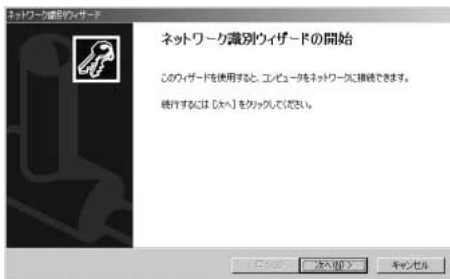 ネットワーク識別ウィザード
ネットワーク識別ウィザードの開始
このウィザードを使用すると、コンピュータをネットワークに接続できます。
続行するには [次へ] をクリックしてください。
次へ(N) >
キャンセル